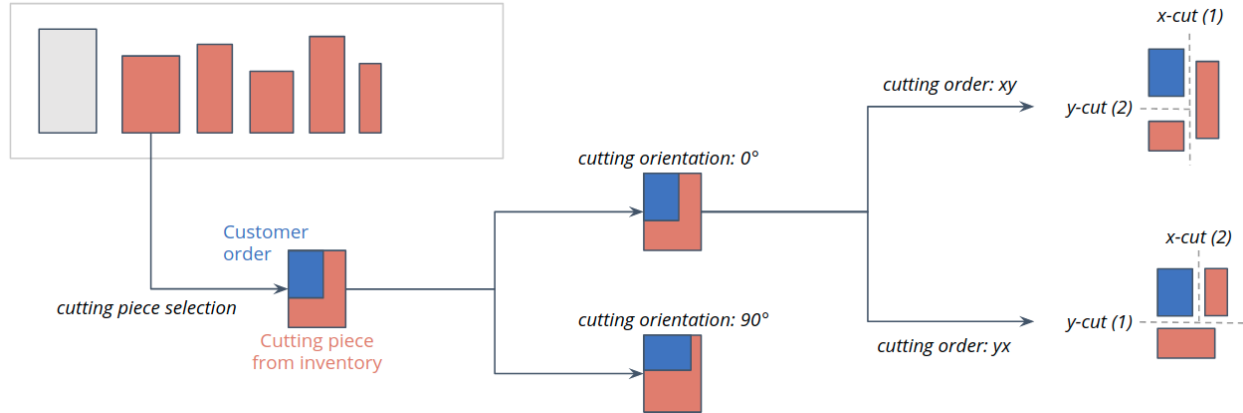 x-cut (1)
cutting order: xy
y-cut (2)
cutting orientation: 0°
Customer
order
cutting piece selection
x-cut (2)
cutting orientation: 90°
y-cut (1)
Cutting piece
from inventory
cutting order: yx